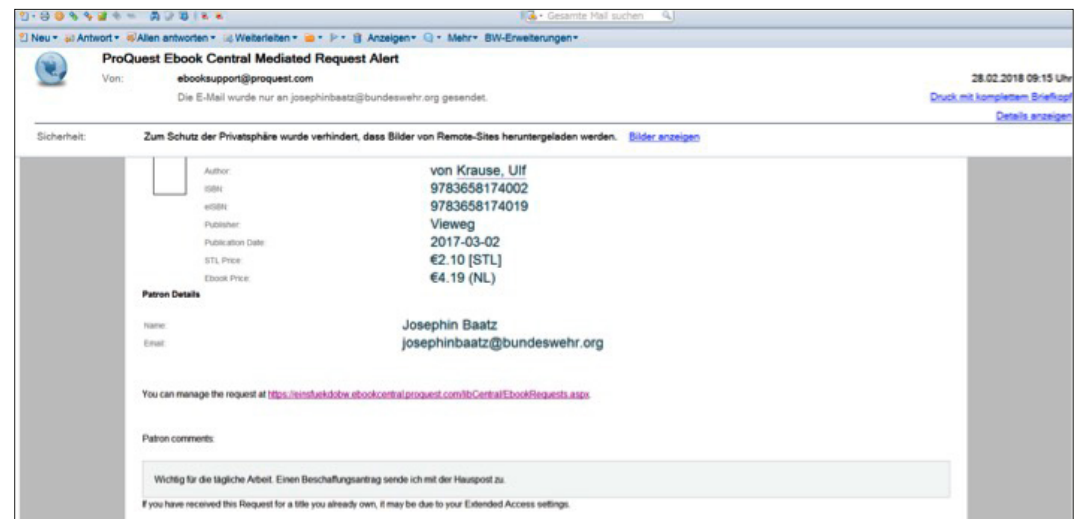 Gesamte Mail suchen
Neu Antwort Allen antworten Weiterleiten Anzeigen Mehr BW-Erweiterungen
ProQuest Ebook Central Mediated Request Alert
Von: ebooksupport@proquest.com 28.02.2018 09:15 Uhr
Die E-Mail wurde nur an josephinbaatz@bundeswehr.org gesendet. Druck mit komplettem Briefkopf
Details anzeigen
Sicherheit: Zum Schutz der Privatsphäre wurde verhindert, dass Bilder von Remote-Sites heruntergeladen werden. Bilder anzeigen
Author: von Krause, Ulf
ISBN: 9783658174002
eISBN: 9783658174019
Publisher: Vieweg
Publication Date: 2017-03-02
STL Price: €2.10 [STL]
Ebook Price: €4.19 (NL)
Patron Details
Name: Josephin Baatz
Email: josephinbaatz@bundeswehr.org
You can manage the request at https://einsfuekdobw.ebookcentral.proquest.com/libCentral/EbookRequests.aspx.
Patron comments:
Wichtig für die tägliche Arbeit. Einen Beschaffungsantrag sende ich mit der Hauspost zu.
If you have received this Request for a title you already own, it may be due to your Extended Access settings.